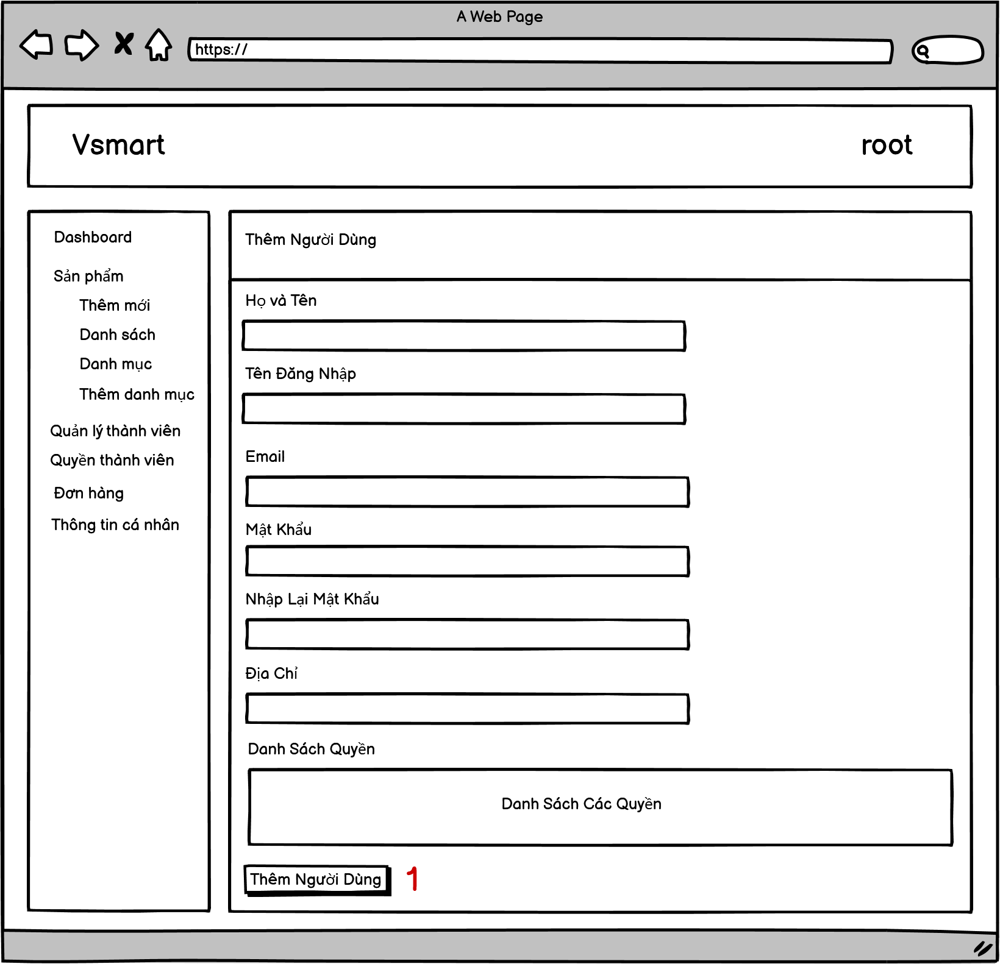 A Web Page
https://
Vsmart
root
Dashboard
Sản phẩm
Thêm mới
Danh sách
Danh mục
Thêm danh mục
Quản lý thành viên
Quyền thành viên
Đơn hàng
Thông tin cá nhân
Thêm Người Dùng
Họ và Tên
Tên Đăng Nhập
Email
Mật Khẩu
Nhập Lại Mật Khẩu
Địa Chỉ
Danh Sách Quyền
Danh Sách Các Quyền
Thêm Người Dùng 1